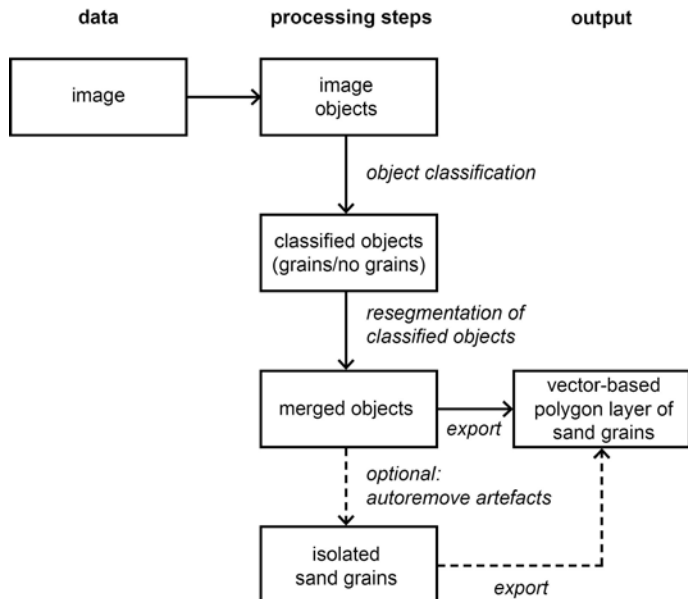 data
processing steps
output
image
image
objects
object classification
classified objects
(grains/no grains)
resegmentation of
classified objects
merged objects
export
vector-based
polygon layer of
sand grains
optional:
autoremove artefacts
isolated
sand grains
export